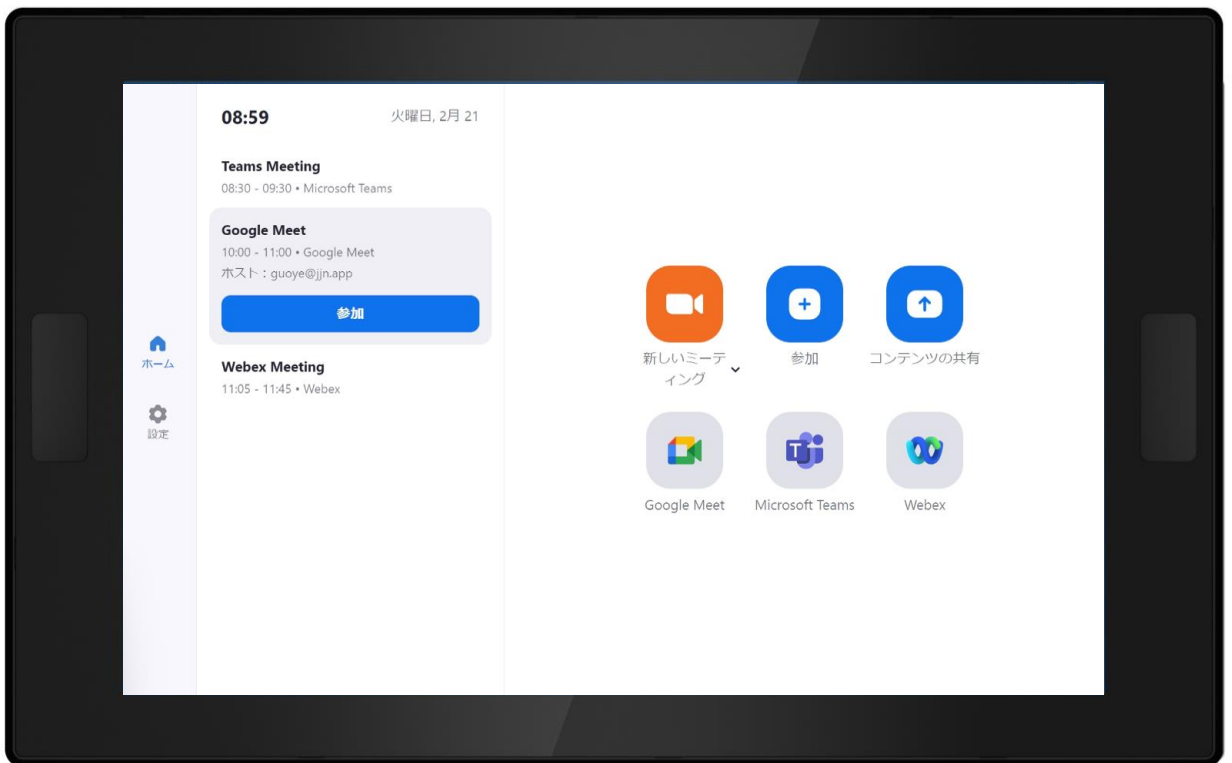 08:59
火曜日, 2月 21
Teams Meeting
08:30 - 09:30 • Microsoft Teams
Google Meet
10:00 - 11:00 • Google Meet
ホスト：guoye@jjn.app
参加
Webex Meeting
11:05 - 11:45 • Webex
ホーム
設定
新しいミーテ
ィング
参加
コンテンツの共有
Google Meet
Microsoft Teams
Webex